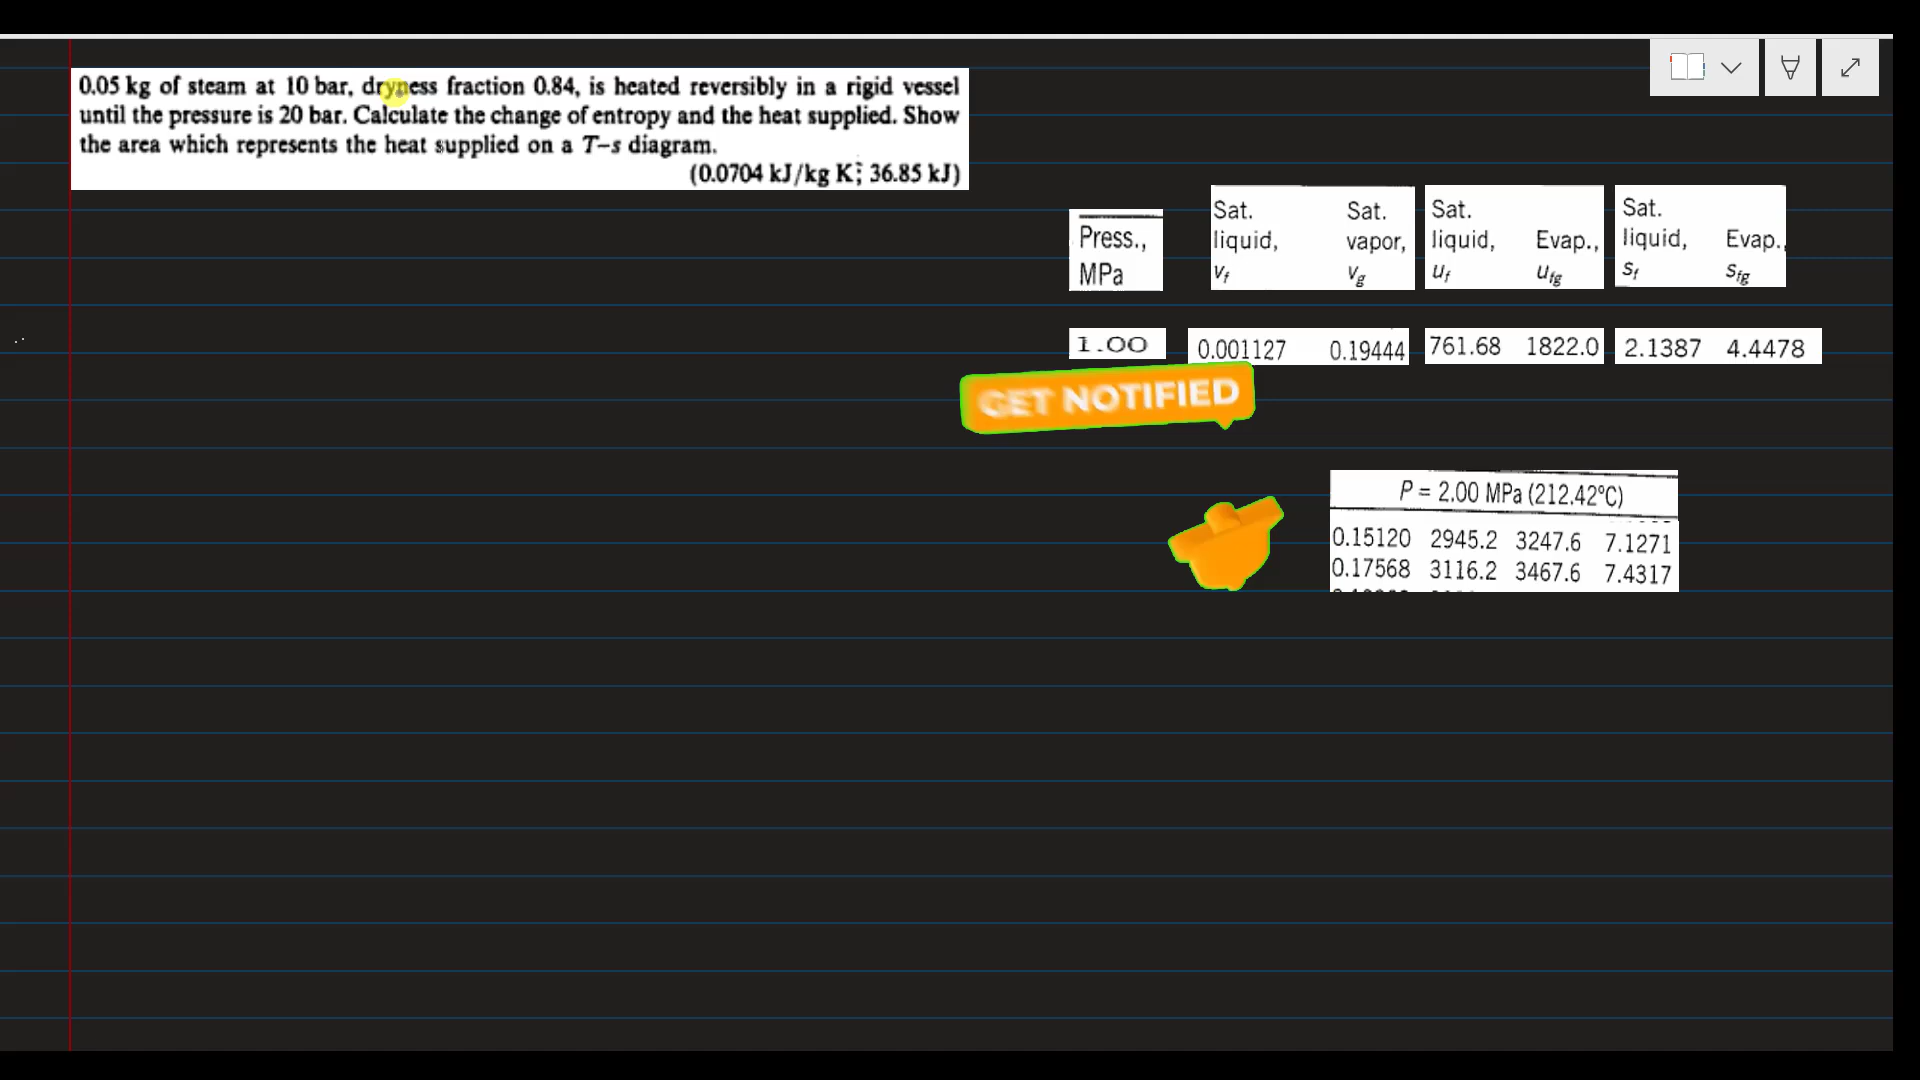 0.05 kg of steam at 10 bar, dryness fraction 0.84, is heated reversibly in a rigid vessel
until the pressure is 20 bar. Calculate the change of entropy and the heat supplied. Show
the area which represents the heat supplied on a T–s diagram.
(0.0704 kJ/kg K; 36.85 kJ)
Press., MPa
Sat. liquid, vf
Sat. vapor, vg
Sat. liquid, uf
Evap., ufg
Sat. liquid, sf
Evap., sfg
1.00 0.001127 0.19444 761.68 1822.0 2.1387 4.4478
GET NOTIFIED
P = 2.00 MPa (212.42°C)
0.15120 2945.2 3247.6 7.1271
0.17568 3116.2 3467.6 7.4317